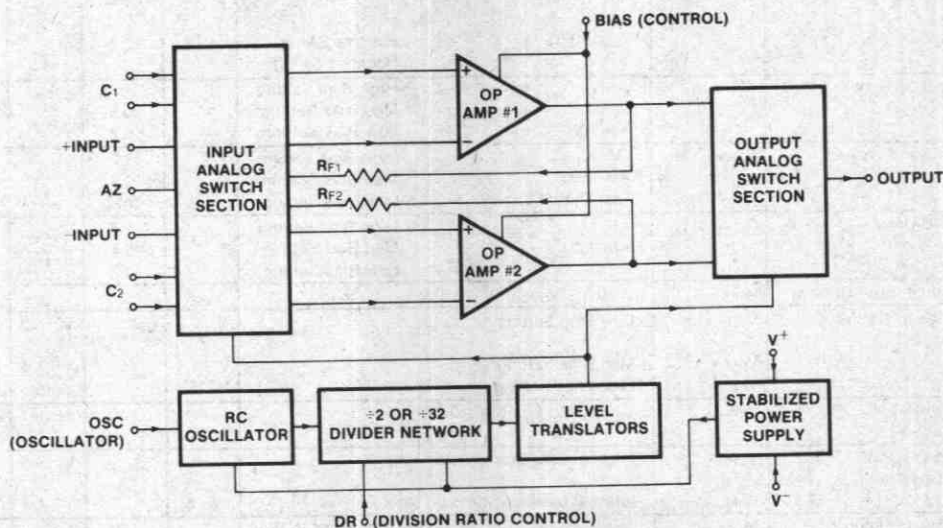 BIAS (CONTROL)
C1
+INPUT
AZ
-INPUT
C2
INPUT
ANALOG
SWITCH
SECTION
+
OP
AMP #1
−
RF1
RF2
+
OP
AMP #2
−
OUTPUT
ANALOG
SWITCH
SECTION
OUTPUT
V+
OSC
(OSCILLATOR)
RC
OSCILLATOR
÷2 OR ÷32
DIVIDER NETWORK
LEVEL
TRANSLATORS
STABILIZED
POWER
SUPPLY
V−
DR (DIVISION RATIO CONTROL)